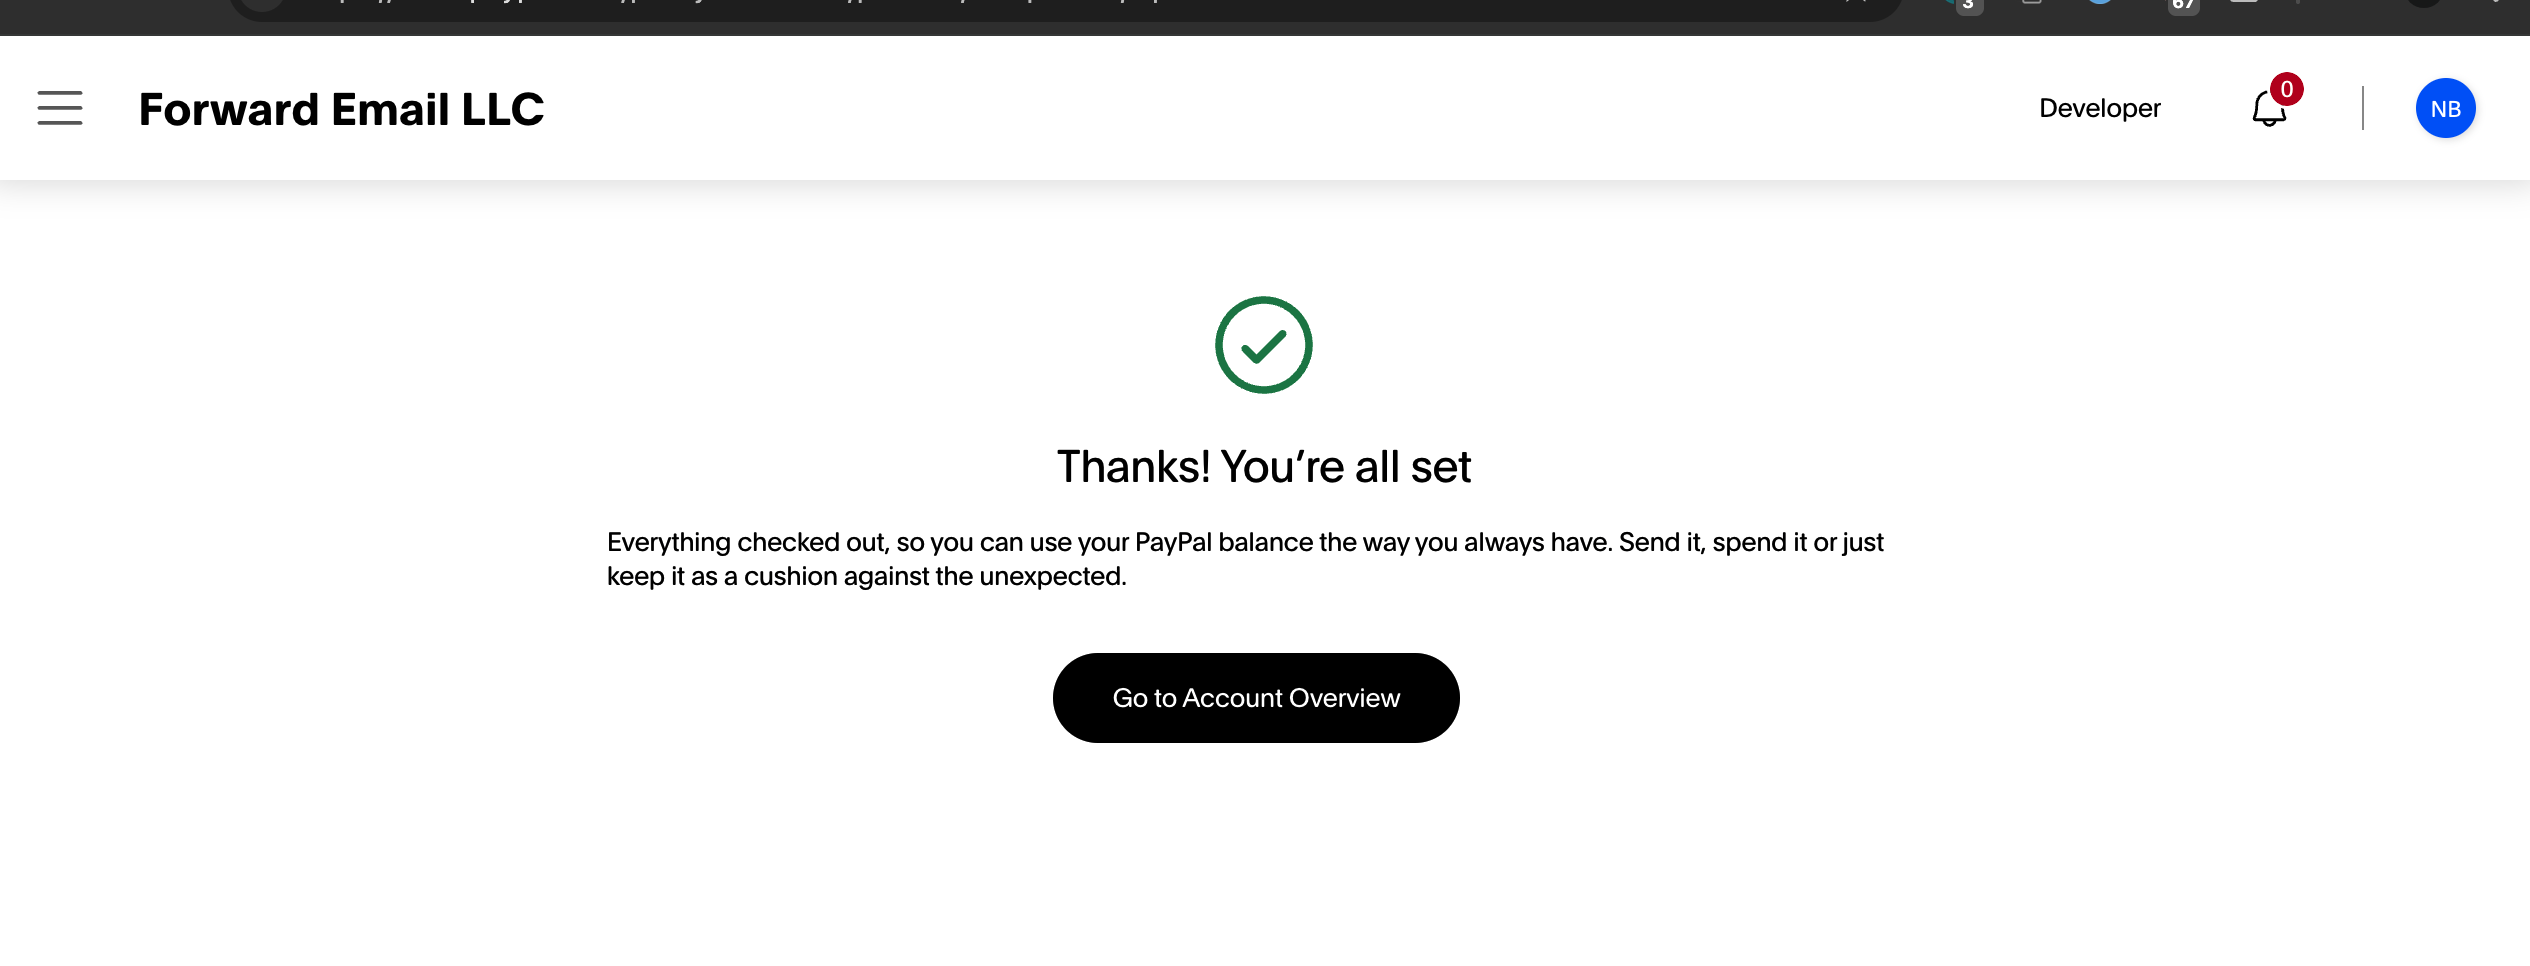 3
67
Forward Email LLC
Developer
0
NB
Thanks! You’re all set
Everything checked out, so you can use your PayPal balance the way you always have. Send it, spend it or just
keep it as a cushion against the unexpected.
Go to Account Overview